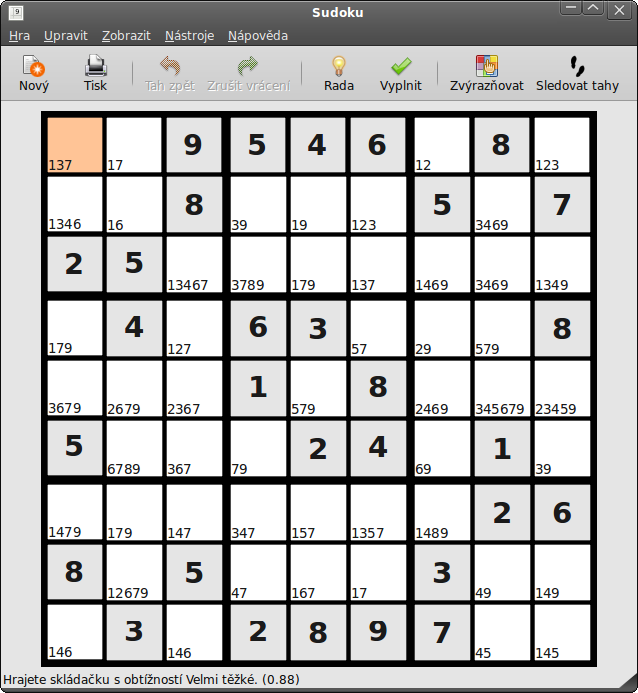 Sudoku
Hra Upravit Zobrazit Nástroje Nápověda
Nový Tisk Tah zpět Zrušit vrácení Rada Vyplnit Zvýrazňovat Sledovat tahy
137 17 9 5 4 6 12 8 123
1346 16 8 39 19 123 5 3469 7
2 5 13467 3789 179 137 1469 3469 1349
179 4 127 6 3 57 29 579 8
3679 2679 2367 1 579 8 2469 345679 23459
5 6789 367 79 2 4 69 1 39
1479 179 147 347 157 1357 1489 2 6
8 12679 5 47 167 17 3 49 149
146 3 146 2 8 9 7 45 145
Hrajete skládačku s obtížností Velmi těžké. (0.88)